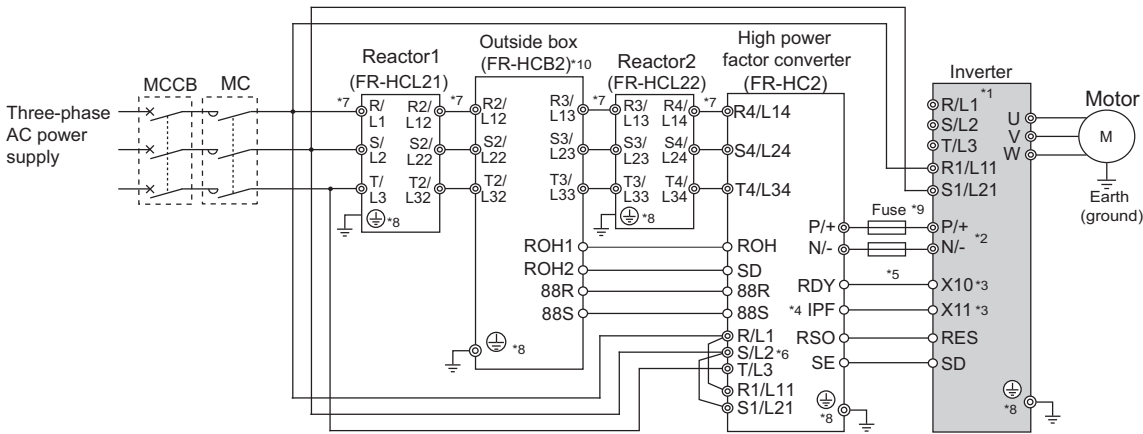 Three-phase
AC power
supply
MCCB
MC
Reactor1
(FR-HCL21)
*7
R/
L1
R2/
L12
*7
S/
L2
S2/
L22
T/
L3
T2/
L32
*8
Outside box
(FR-HCB2)*10
R2/
L12
R3/
L13
*7
S2/
L22
S3/
L23
T2/
L32
T3/
L33
ROH1
ROH2
88R
88S
*8
Reactor2
(FR-HCL22)
R3/
L13
R4/
L14
*7
S3/
L23
S4/
L24
T3/
L33
T4/
L34
*8
High power
factor converter
(FR-HC2)
R4/L14
S4/L24
T4/L34
P/+
N/-
ROH
SD
RDY
88R
*4 IPF
88S
R/L1
RSO
S/L2*6
T/L3
SE
R1/L11
S1/L21
*8
Fuse *9
*5
Inverter
R/L1 *1
S/L2
T/L3
U
V
W
R1/L11
S1/L21
P/+
N/- *2
X10*3
X11*3
RES
SD
*8
Motor
M
Earth
(ground)